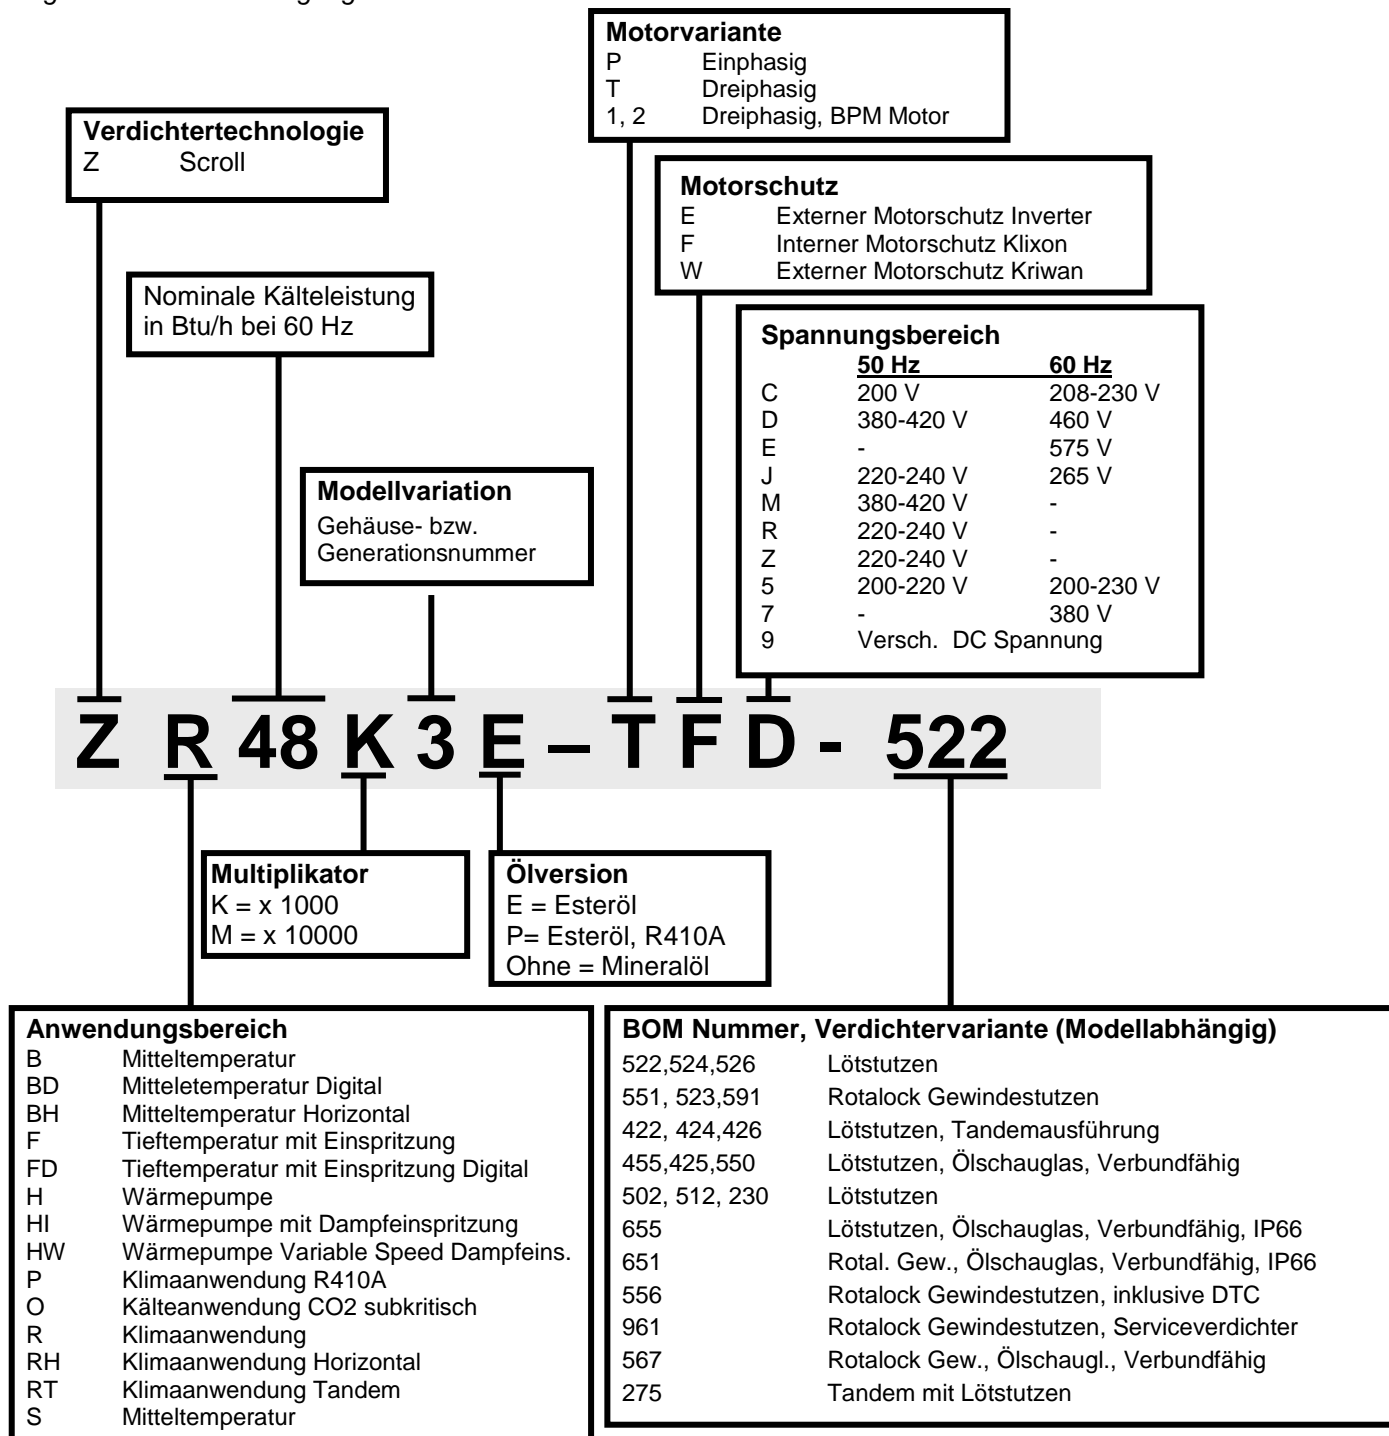 Motorvariante
P Einphasig
T Dreiphasig
1, 2 Dreiphasig, BPM Motor
Verdichtertechnologie
Z Scroll
Motorschutz
E Externer Motorschutz Inverter
F Interner Motorschutz Klixon
W Externer Motorschutz Kriwan
Nominale Kälteleistung
in Btu/h bei 60 Hz
Spannungsbereich
50 Hz 60 Hz
C 200 V 208-230 V
D 380-420 V 460 V
E - 575 V
J 220-240 V 265 V
M 380-420 V -
R 220-240 V -
Z 220-240 V -
5 200-220 V 200-230 V
7 - 380 V
9 Versch. DC Spannung
Modellvariation
Gehäuse- bzw.
Generationsnummer
Z R 48 K 3 E – T F D - 522
Multiplikator
K = x 1000
M = x 10000
Ölversion
E = Esteröl
P= Esteröl, R410A
Ohne = Mineralöl
Anwendungsbereich
B Mitteltemperatur
BD Mitteletemperatur Digital
BH Mitteltemperatur Horizontal
F Tieftemperatur mit Einspritzung
FD Tieftemperatur mit Einspritzung Digital
H Wärmepumpe
HI Wärmepumpe mit Dampfeinspritzung
HW Wärmepumpe Variable Speed Dampfeins.
P Klimaanwendung R410A
O Kälteanwendung CO2 subkritisch
R Klimaanwendung
RH Klimaanwendung Horizontal
RT Klimaanwendung Tandem
S Mitteltemperatur
BOM Nummer, Verdichtervariante (Modellabhängig)
522,524,526 Lötstutzen
551, 523,591 Rotalock Gewindestutzen
422, 424,426 Lötstutzen, Tandemausführung
455,425,550 Lötstutzen, Ölschauglas, Verbundfähig
502, 512, 230 Lötstutzen
655 Lötstutzen, Ölschauglas, Verbundfähig, IP66
651 Rotal. Gew., Ölschauglas, Verbundfähig, IP66
556 Rotalock Gewindestutzen, inklusive DTC
961 Rotalock Gewindestutzen, Serviceverdichter
567 Rotalock Gew., Ölschaugl., Verbundfähig
275 Tandem mit Lötstutzen